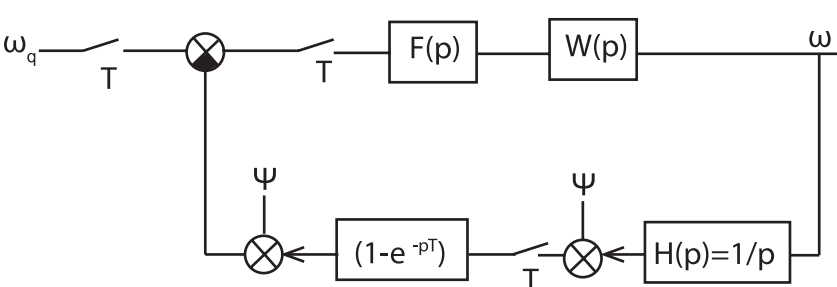 ω_q
T
T
F(p)
W(p)
ω
Ψ
(1-e^-pT)
T
Ψ
H(p)=1/p